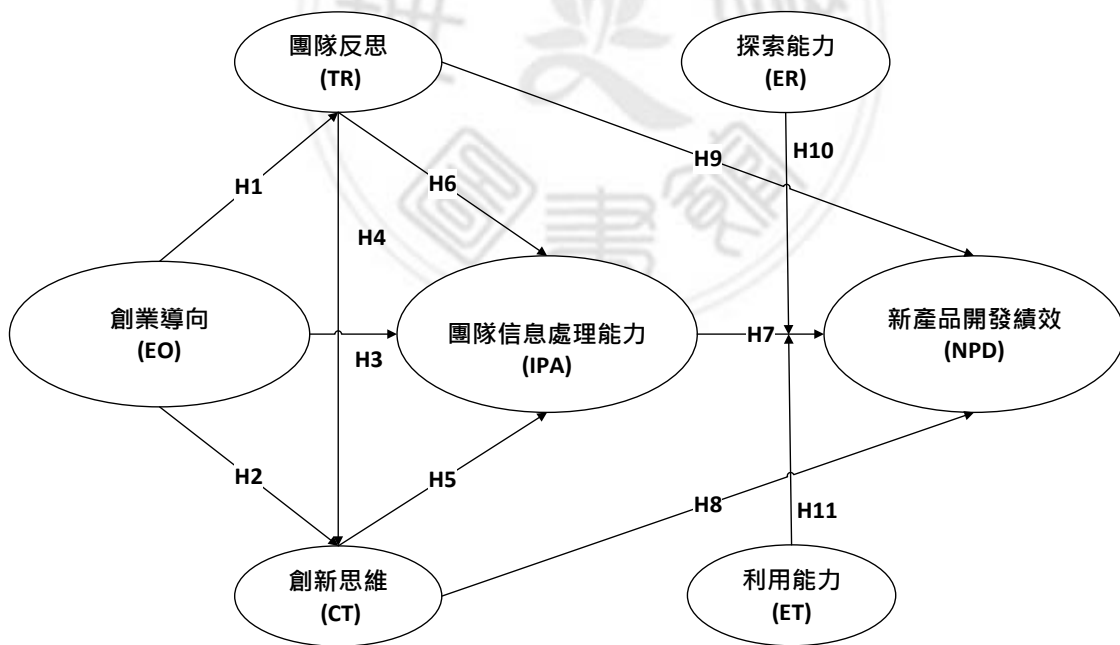 團隊反思
(TR)
探索能力
(ER)
H10
H9
H6
H1
H4
創業導向
(EO)
團隊信息處理能力
(IPA)
新產品開發績效
(NPD)
H7
H3
H2
H5
H8
H11
創新思維
(CT)
利用能力
(ET)